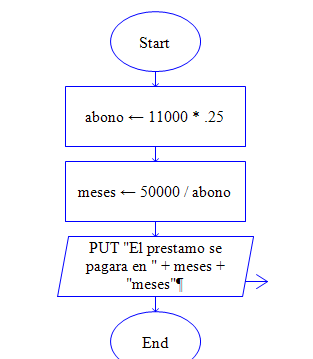 Start
abono ← 11000 * .25
meses ← 50000 / abono
PUT "El prestamo se
pagara en " + meses +
"meses"¶
End